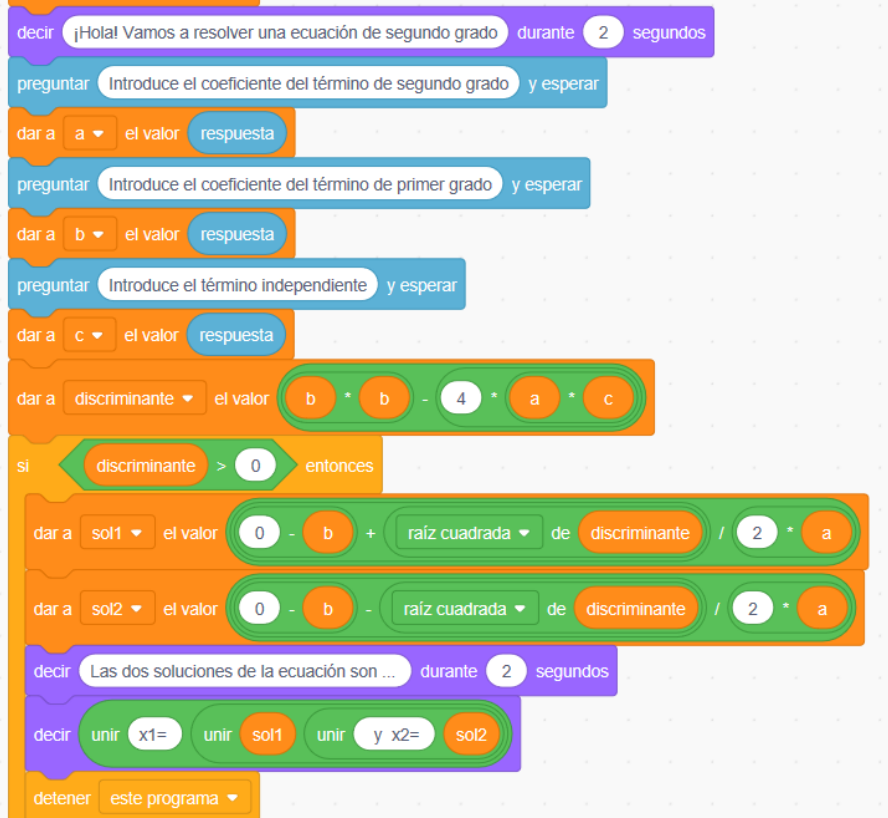 decir ¡Hola! Vamos a resolver una ecuación de segundo grado durante 2 segundos
preguntar Introduce el coeficiente del término de segundo grado y esperar
dar a a el valor respuesta
preguntar Introduce el coeficiente del término de primer grado y esperar
dar a b el valor respuesta
preguntar Introduce el término independiente y esperar
dar a c el valor respuesta
dar a discriminante el valor b * b - 4 * a * c
si discriminante > 0 entonces
dar a sol1 el valor 0 - b + raíz cuadrada de discriminante / 2 * a
dar a sol2 el valor 0 - b - raíz cuadrada de discriminante / 2 * a
decir Las dos soluciones de la ecuación son ... durante 2 segundos
decir unir x1= unir sol1 unir y x2= sol2
detener este programa